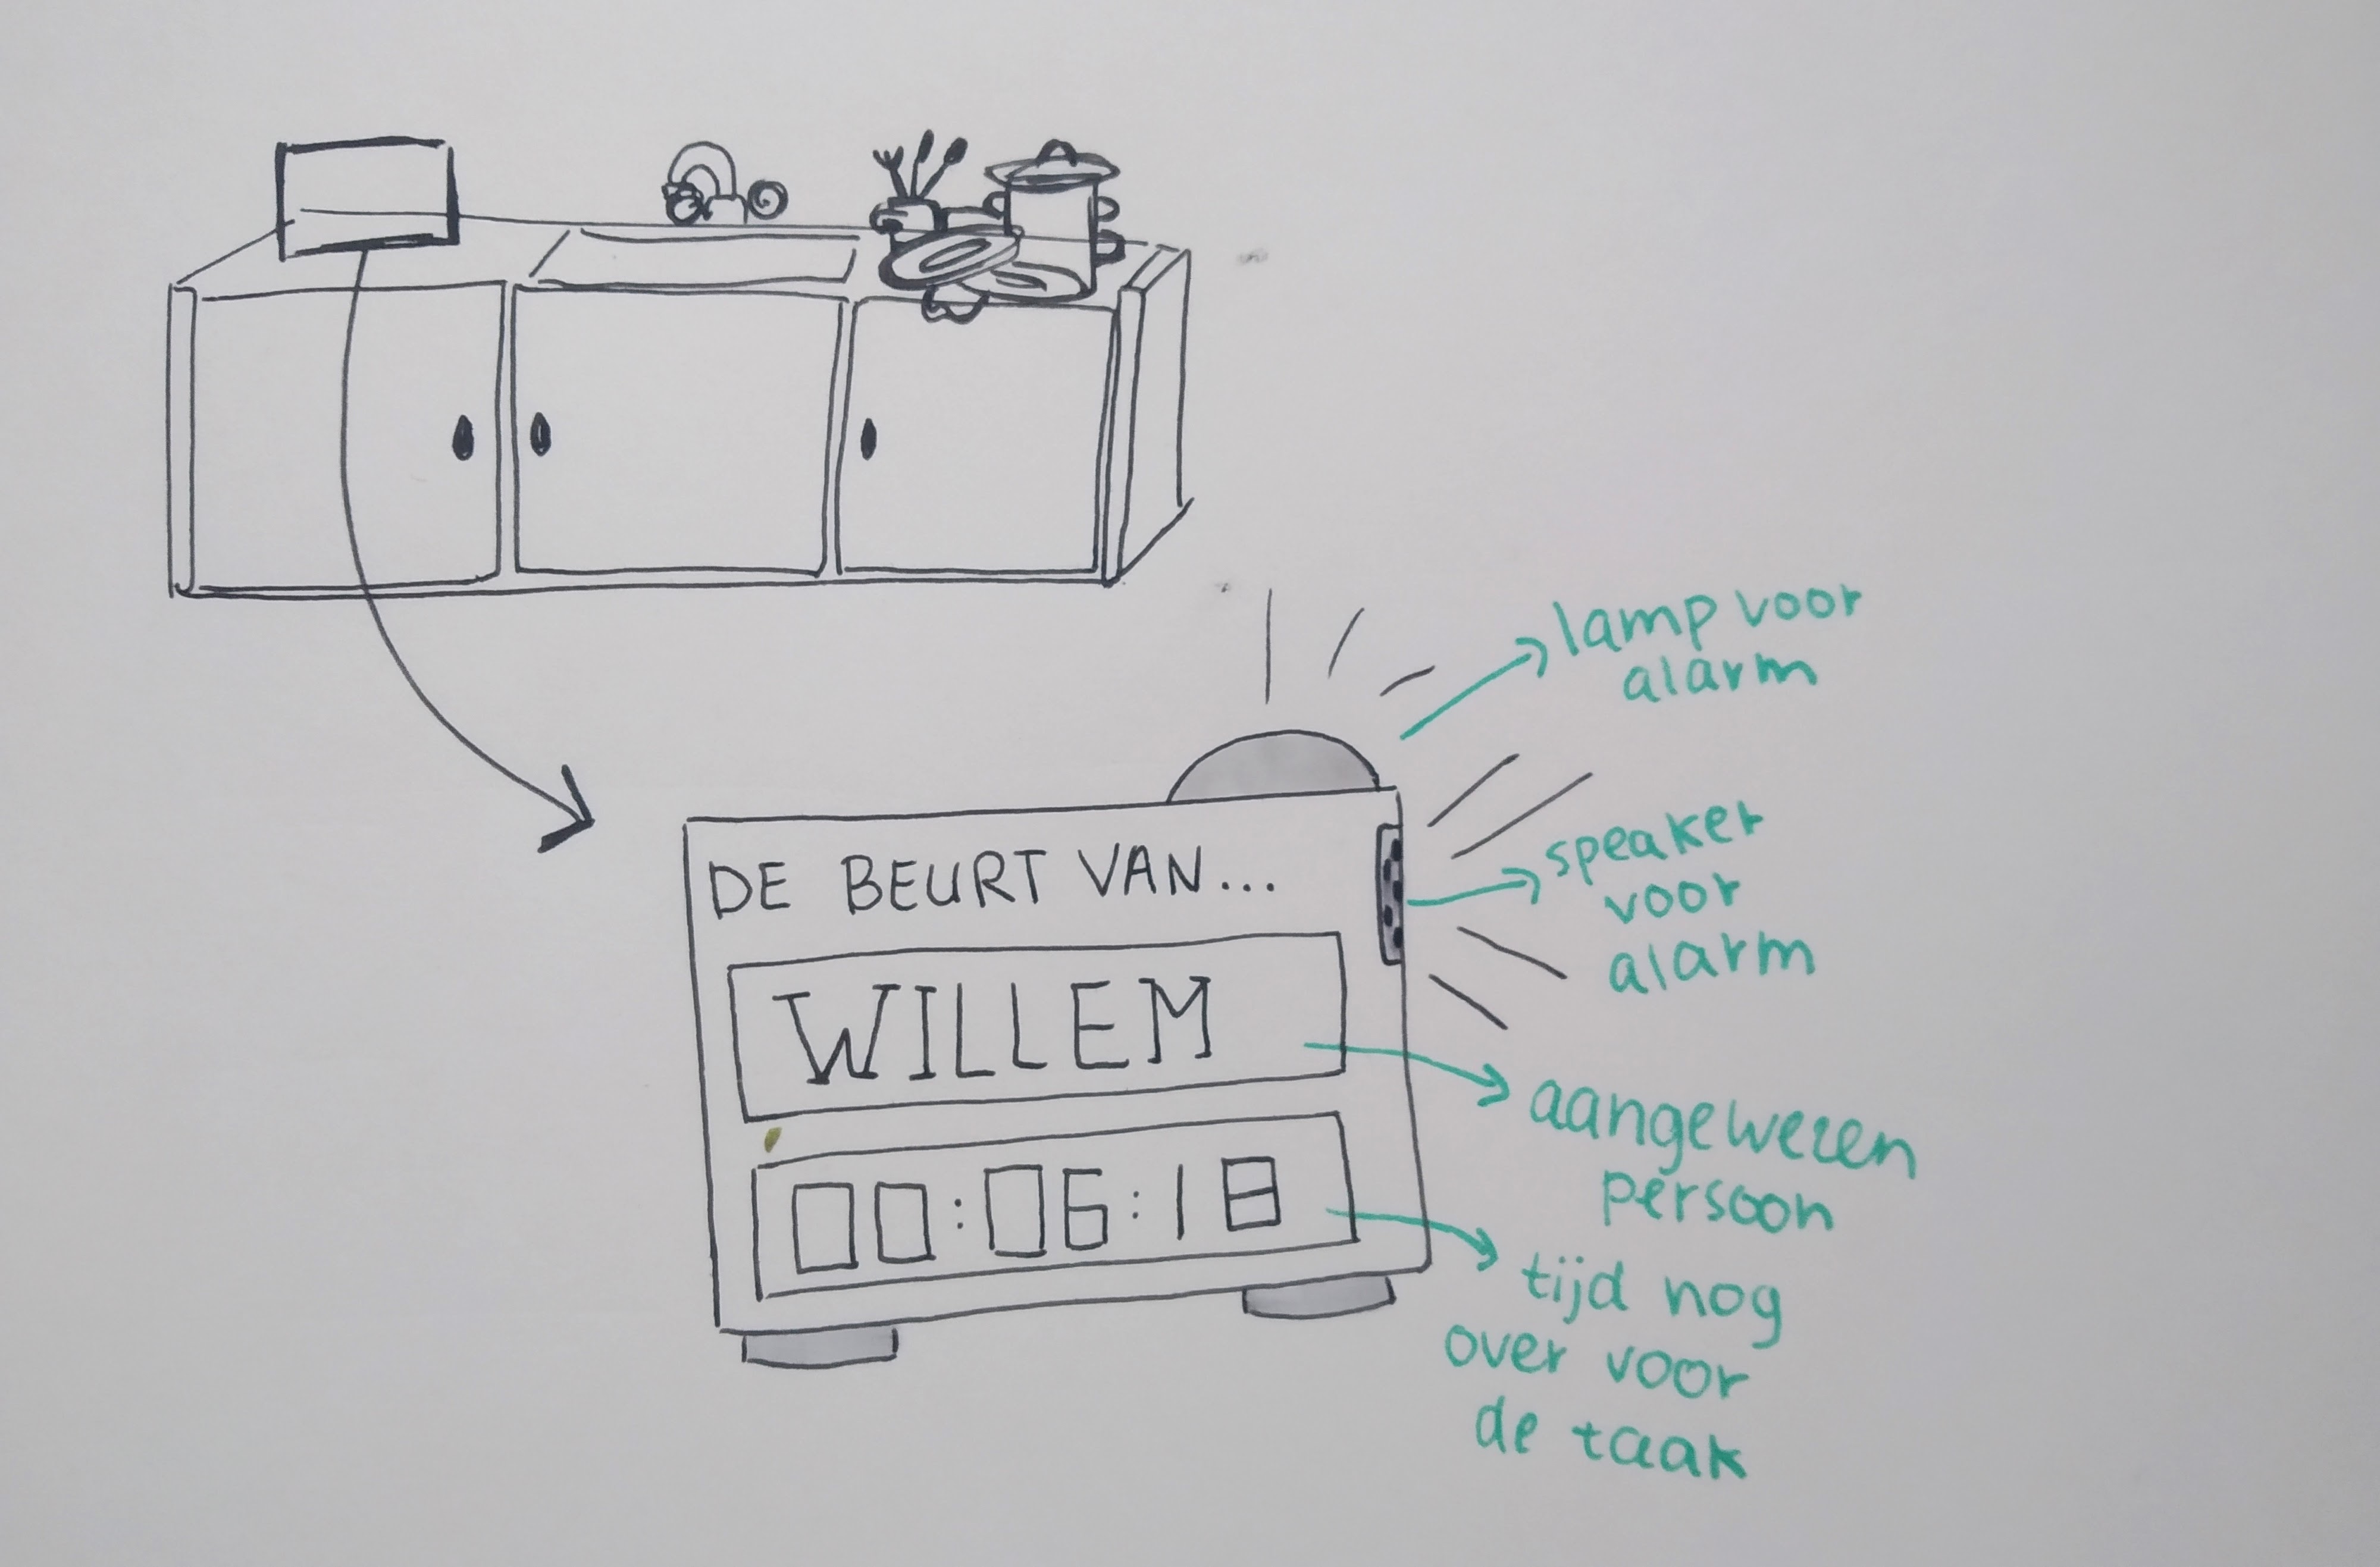 lamp voor
alarm
DE BEURT VAN...
speaker
voor
alarm
WILLEM
aangewezen
persoon
00:06:18
tijd nog
over voor
de taak